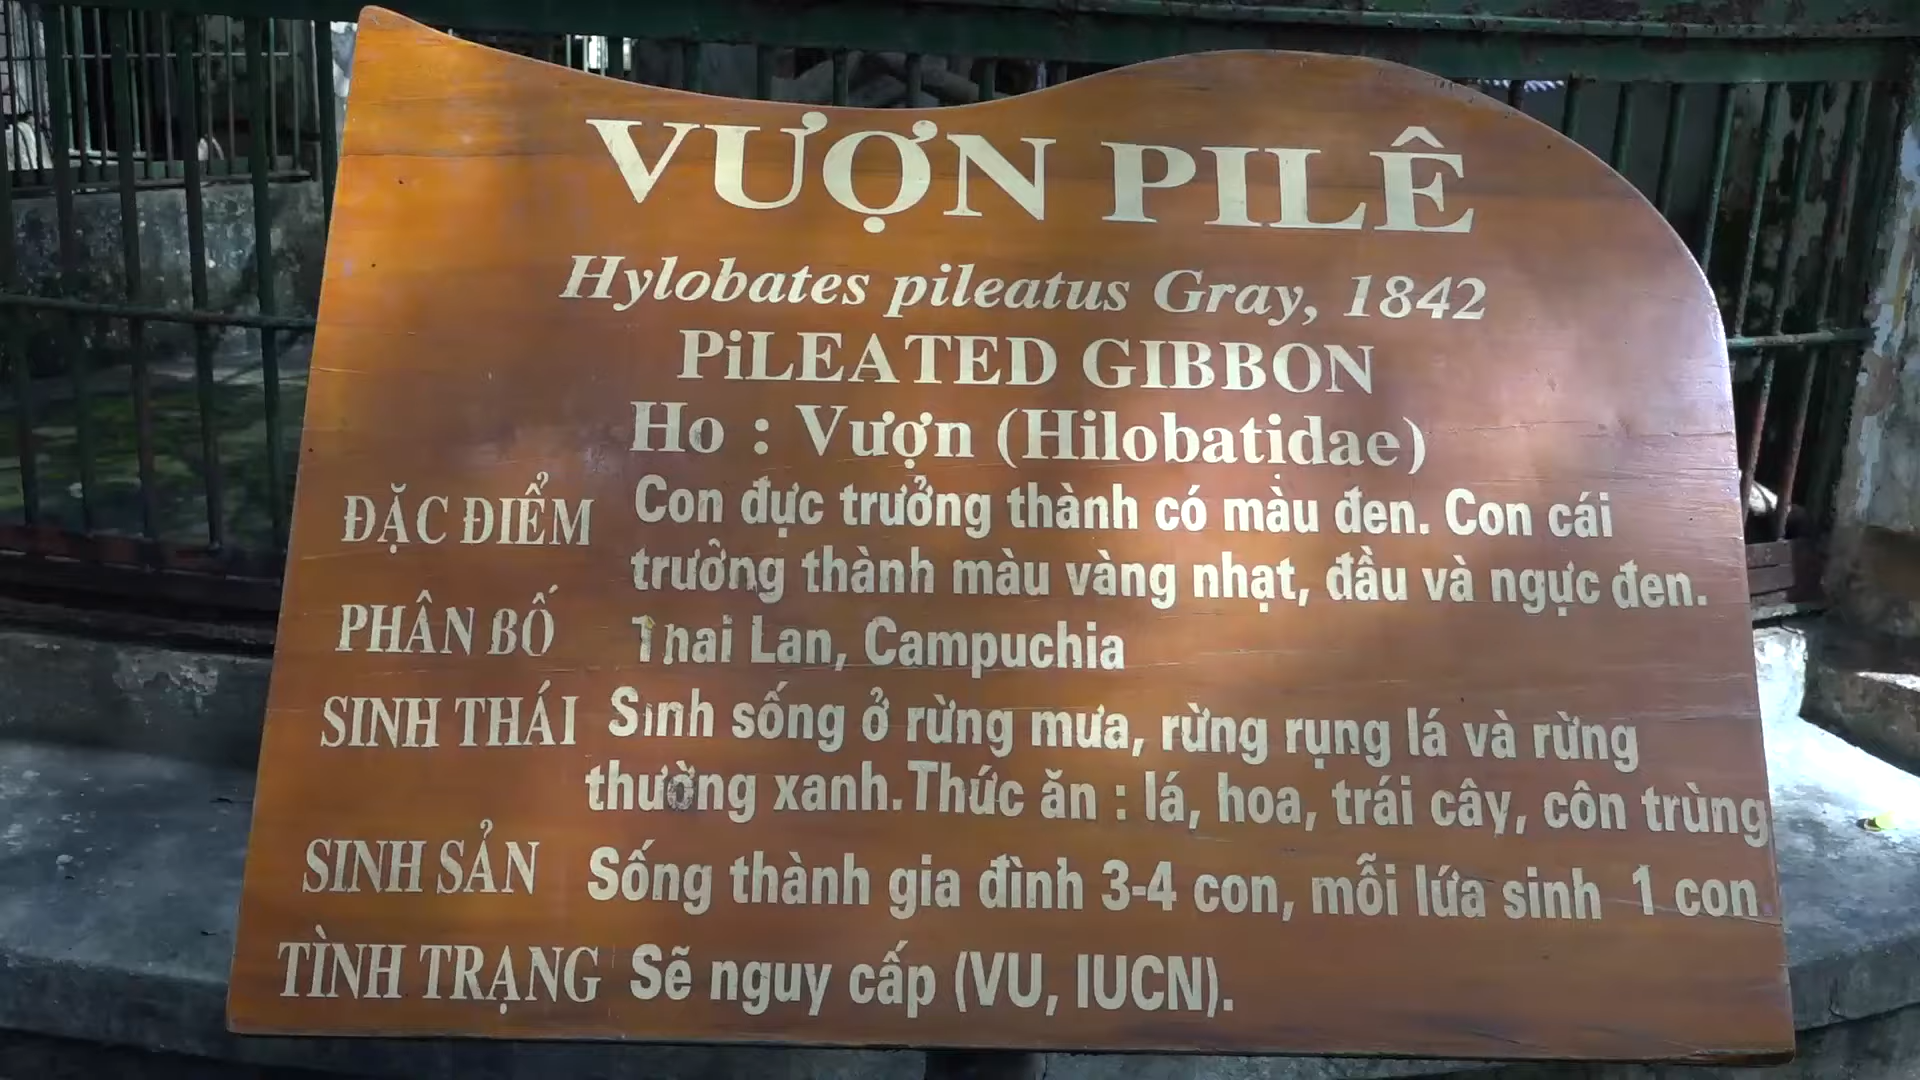 VƯỢN PILÊ
Hylobates pileatus Gray, 1842
PiLEATED GIBBON
Ho : Vượn (Hilobatidae)
ĐẶC ĐIỂM Con đực trưởng thành có màu đen. Con cái
trưông thành màu vàng nhạt, đầu và ngực đen.
PHÂN BỐ Thai Lan, Campuchia
SINH THÁI Sinh sống ở rừng mưa, rừng rụng lá và rừng
thường xanh.Thức ăn : lá, hoa, trái cây, côn trùng
SINH SẢN Sống thành gia đình 3-4 con, mỗi lứa sinh 1 con
TÌNH TRẠNG Sẽ nguy cấp (VU, IUCN).